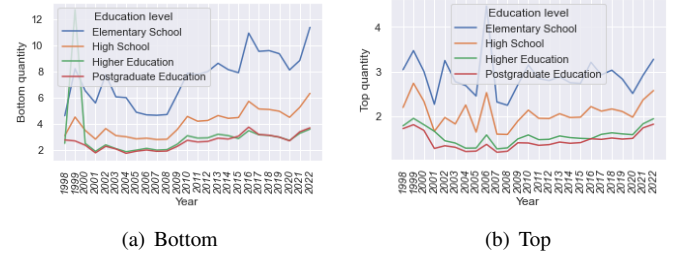 Education level
Elementary School
High School
Higher Education
Postgraduate Education
Bottom quantity
12
10
8
6
4
2
1998 1999 2000 2001 2002 2003 2004 2005 2006 2007 2008 2009 2010 2011 2012 2013 2014 2015 2016 2017 2018 2019 2020 2021 2022
Year
(a) Bottom
Education level
Elementary School
High School
Higher Education
Postgraduate Education
Top quantity
4
3
2
1998 1999 2000 2001 2002 2003 2004 2005 2006 2007 2008 2009 2010 2011 2012 2013 2014 2015 2016 2017 2018 2019 2020 2021 2022
Year
(b) Top